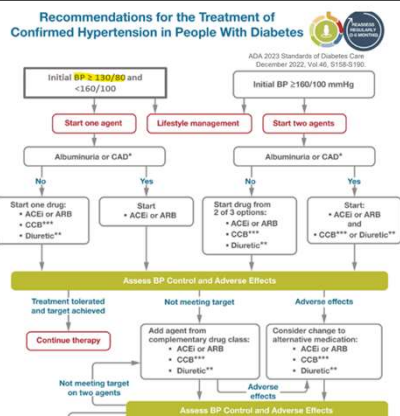 Recommendations for the Treatment of
Confirmed Hypertension in People With Diabetes
REASSESS
REGULARLY
ADA 2023 Standards of Diabetes Care
December 2022, Vol.46, S158-S190.
Initial BP ≥ 130/80 and
<160/100
Initial BP ≥160/100 mmHg
Start one agent
Lifestyle management
Start two agents
Albuminuria or CAD*
Albuminuria or CAD*
No
Yes
No
Yes
Start one drug:
• ACEi or ARB
• CCB***
• Diuretic**
Start
• ACEi or ARB
Start drug from
2 of 3 options:
• ACEi or ARB
• CCB***
• Diuretic**
Start:
• ACEi or ARB
and
• CCB*** or Diuretic**
Assess BP Control and Adverse Effects
Treatment tolerated
and target achieved
Not meeting target
Adverse effects
Continue therapy
Add agent from
complementary drug class:
• ACEi or ARB
• CCB***
• Diuretic**
Consider change to
alternative medication:
• ACEi or ARB
• CCB***
• Diuretic**
Not meeting target
on two agents
Adverse
effects
Assess BP Control and Adverse Effects